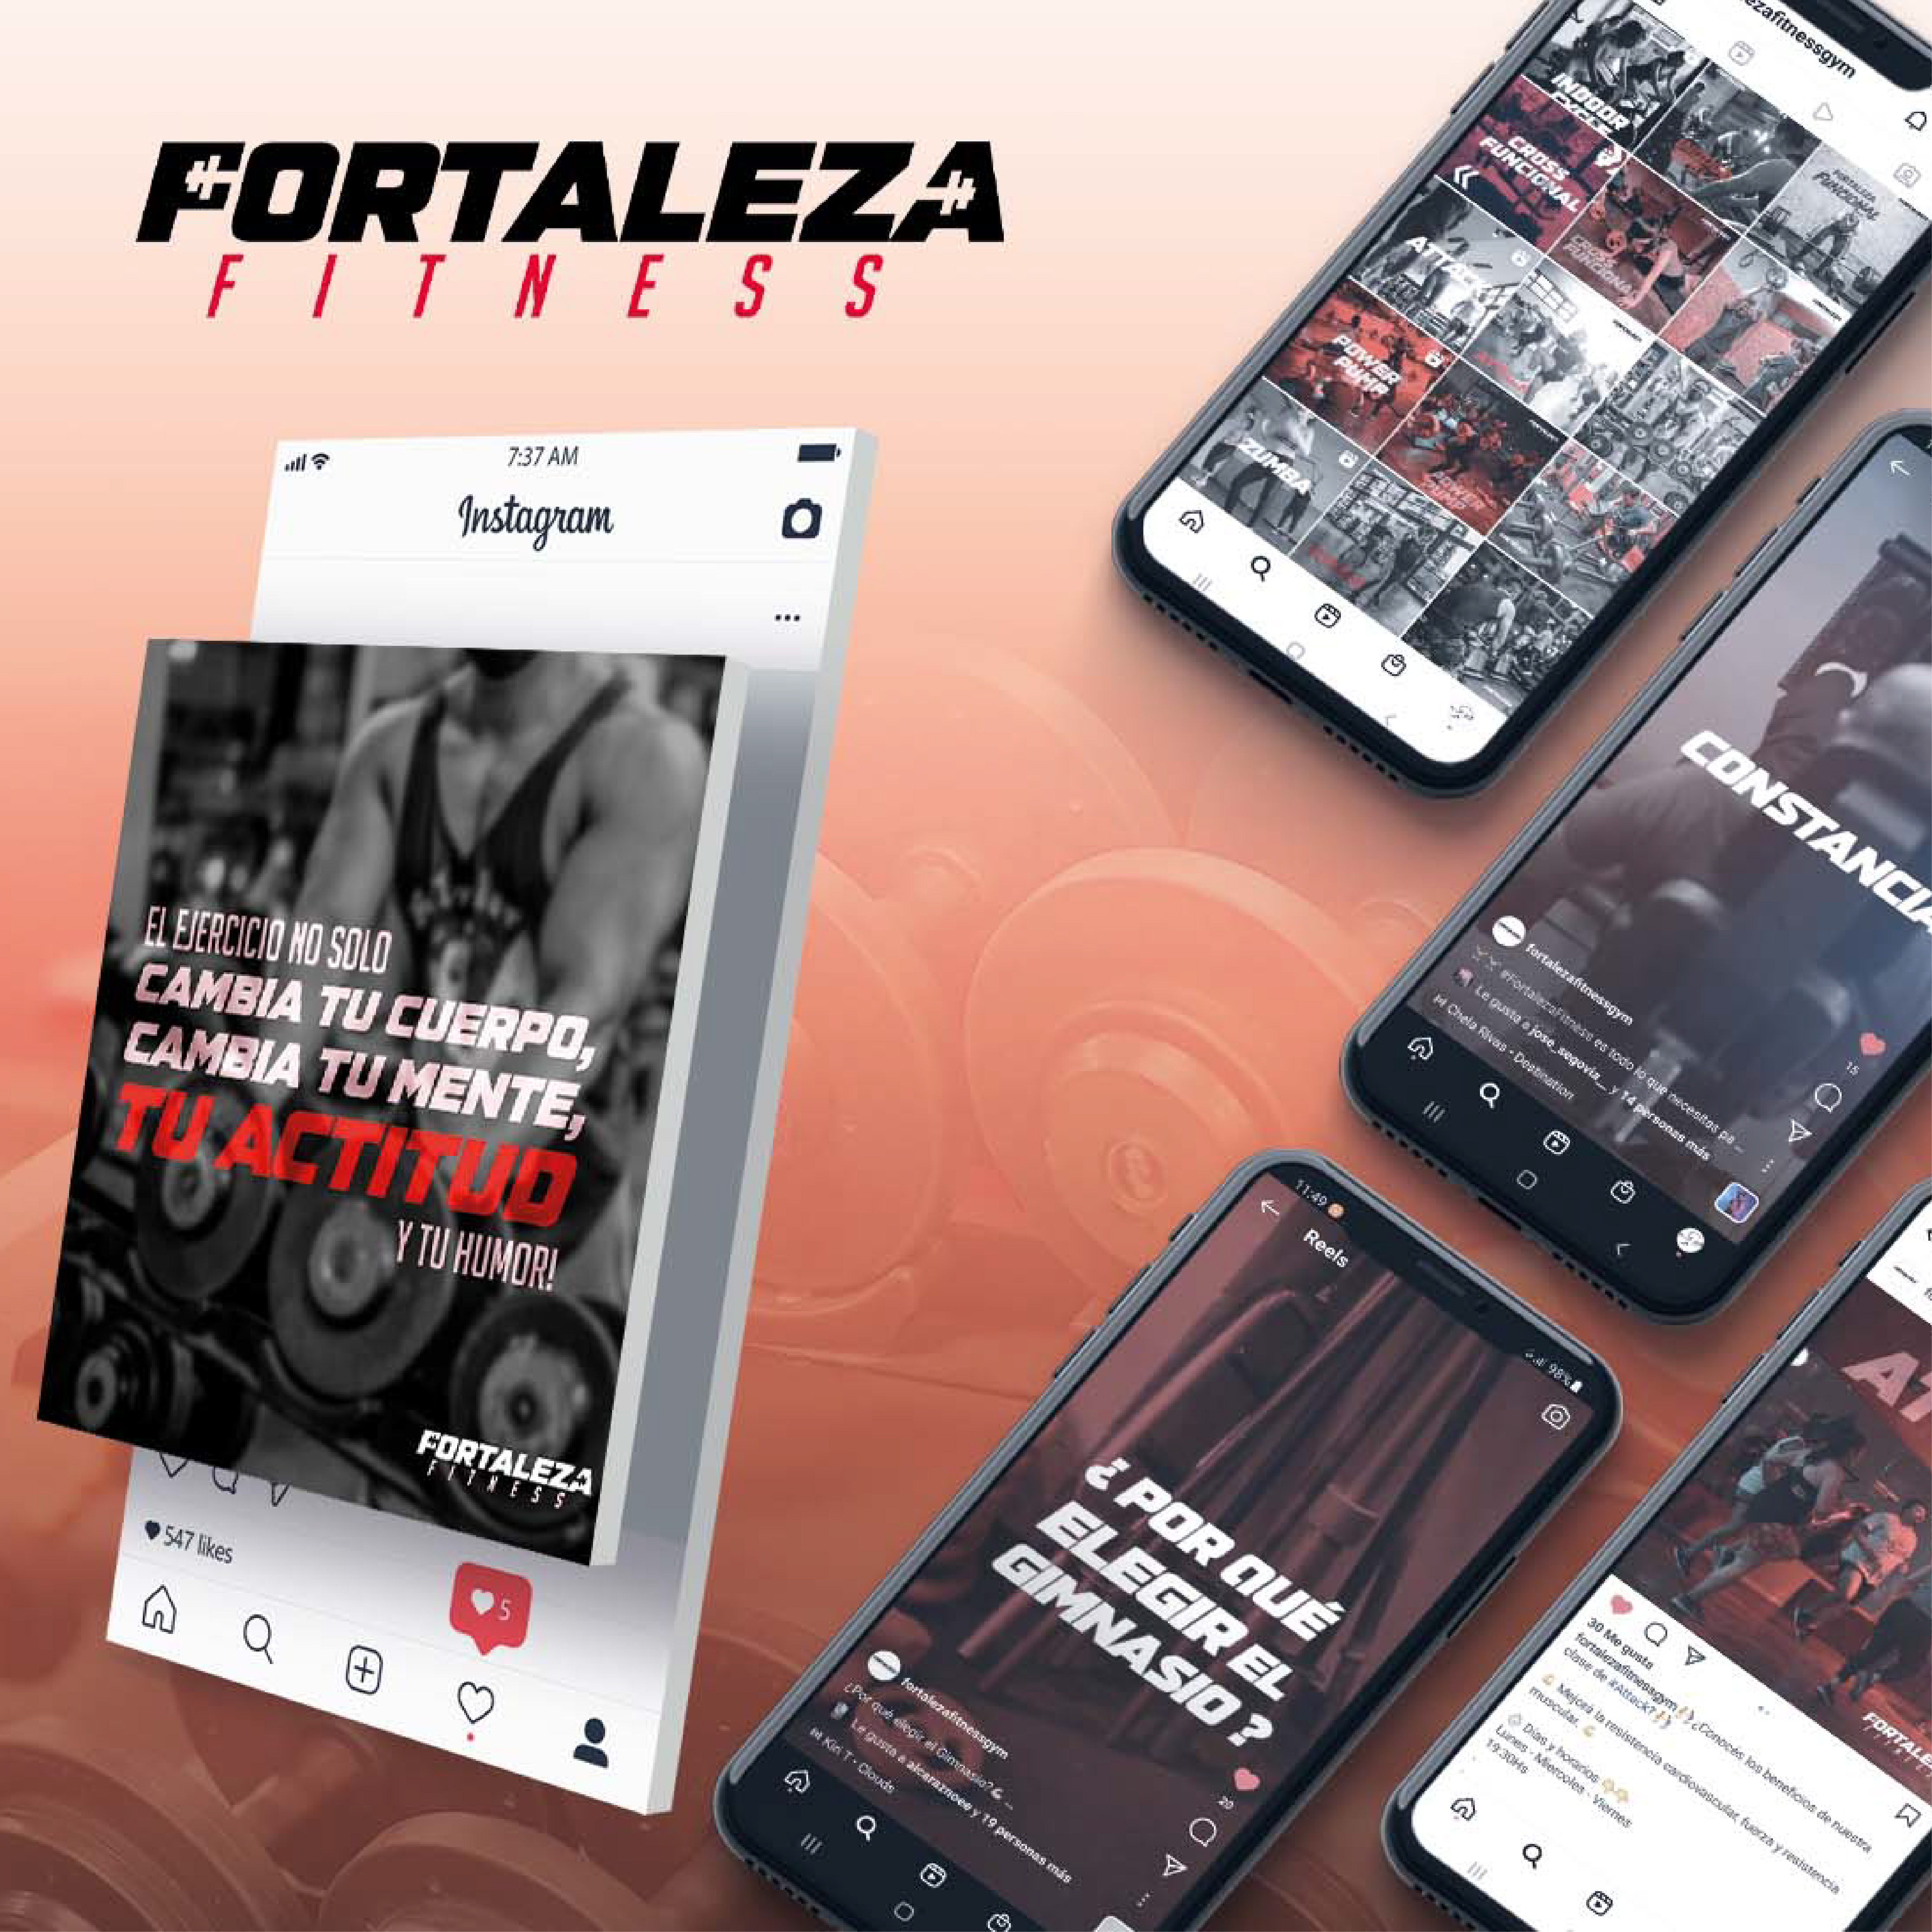 FORTALEZA
FITNESS
7:37 AM
Instagram
EL EJERCICIO NO SOLO
CAMBIA TU CUERPO,
CAMBIA TU MENTE,
TU ACTITUD
Y TU HUMOR!
FORTALEZA
FITNESS
547 likes
5
ezafitnessgym
INDOOR
CYCLE
CROSS
FUNCIONAL
FORTALEZA
FUNCIONAL
CROSS
FUNCIONAL
ATTACK
POWER
PUMP
POWER
PUMP
ZUMBA
CONSTANCIA
fortalezafitnessgym
#FortalezaFitness es todo lo que necesitas pa...
Le gusta a jose_segovia_ y 14 personas más
Chela Rivas · Destination
15
11:49
98%
Reels
¿POR QUÉ
ELEGIR EL
GIMNASIO?
fortalezafitnessgym
¿Por qué elegir el Gimnasio? ...
Le gusta a alcaraznoee y 19 personas más
Kiri T · Clouds
20
AT
FORTALE
30 Me gusta
fortalezafitnessgym ¿Conocés los beneficios de nuestra
clase de #Attack?
Mejorá la resistencia cardiovascular, fuerza y resistencia
muscular.
Días y horarios
Lunes - Miercoles - Viernes
19:30Hs